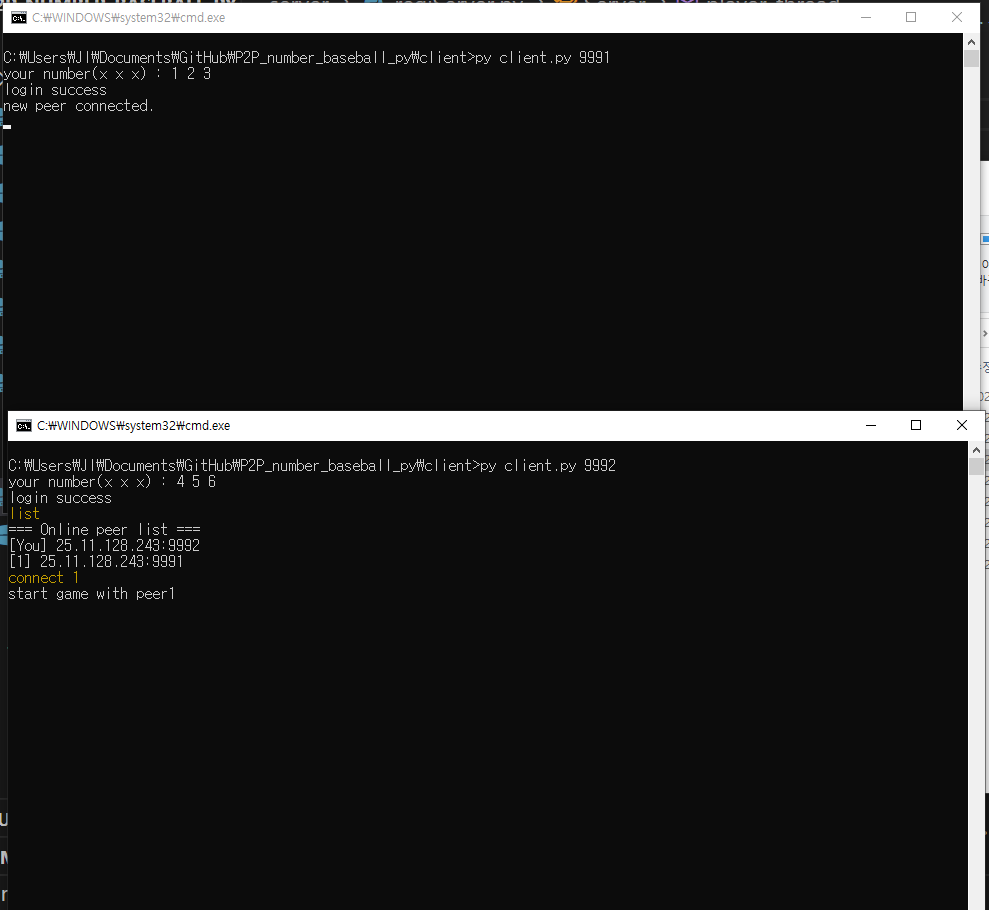 C:\WINDOWS\system32\cmd.exe
C:₩Users₩JI₩Documents₩GitHub₩P2P_number_baseball_py₩client>py client.py 9991
your number(x x x) : 1 2 3
login success
new peer connected.
C:₩WINDOWS₩system32₩cmd.exe
C:₩Users₩JI₩Documents₩GitHub₩P2P_number_baseball_py₩client>py client.py 9992
your number(x x x) : 4 5 6
login success
list
=== Online peer list ===
[You] 25.11.128.243:9992
[1] 25.11.128.243:9991
connect 1
start game with peer1